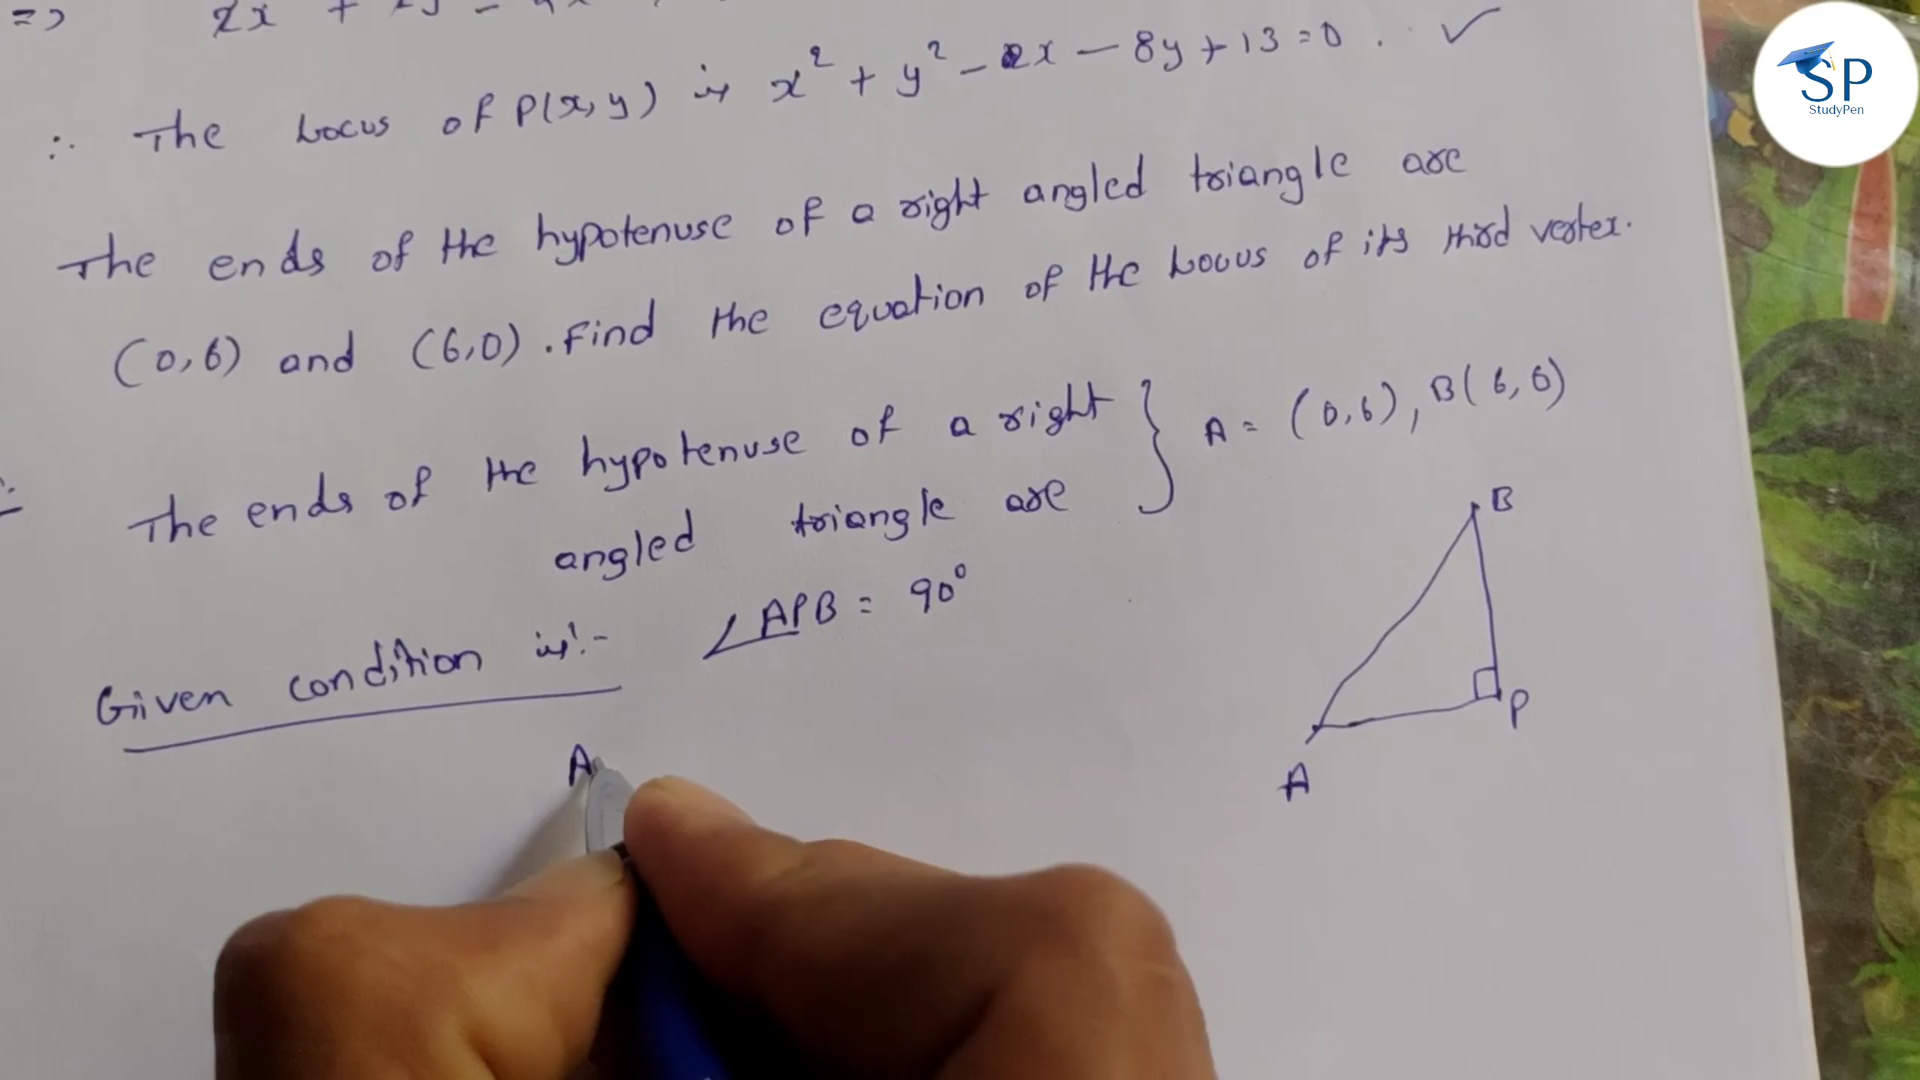 => 2x +
∴ The Locus of P(x,y) is x² + y² - 2x - 8y + 13 = 0 . ✓
The ends of the hypotenuse of a right angled triangle are
(0,6) and (6,0). Find the equation of the Locus of its third vertex.
The ends of the hypotenuse of a right } A = (0,6), B(6,0)
angled triangle are
Given condition is:- ∠APB = 90°
B
P
A
A
SP
StudyPen